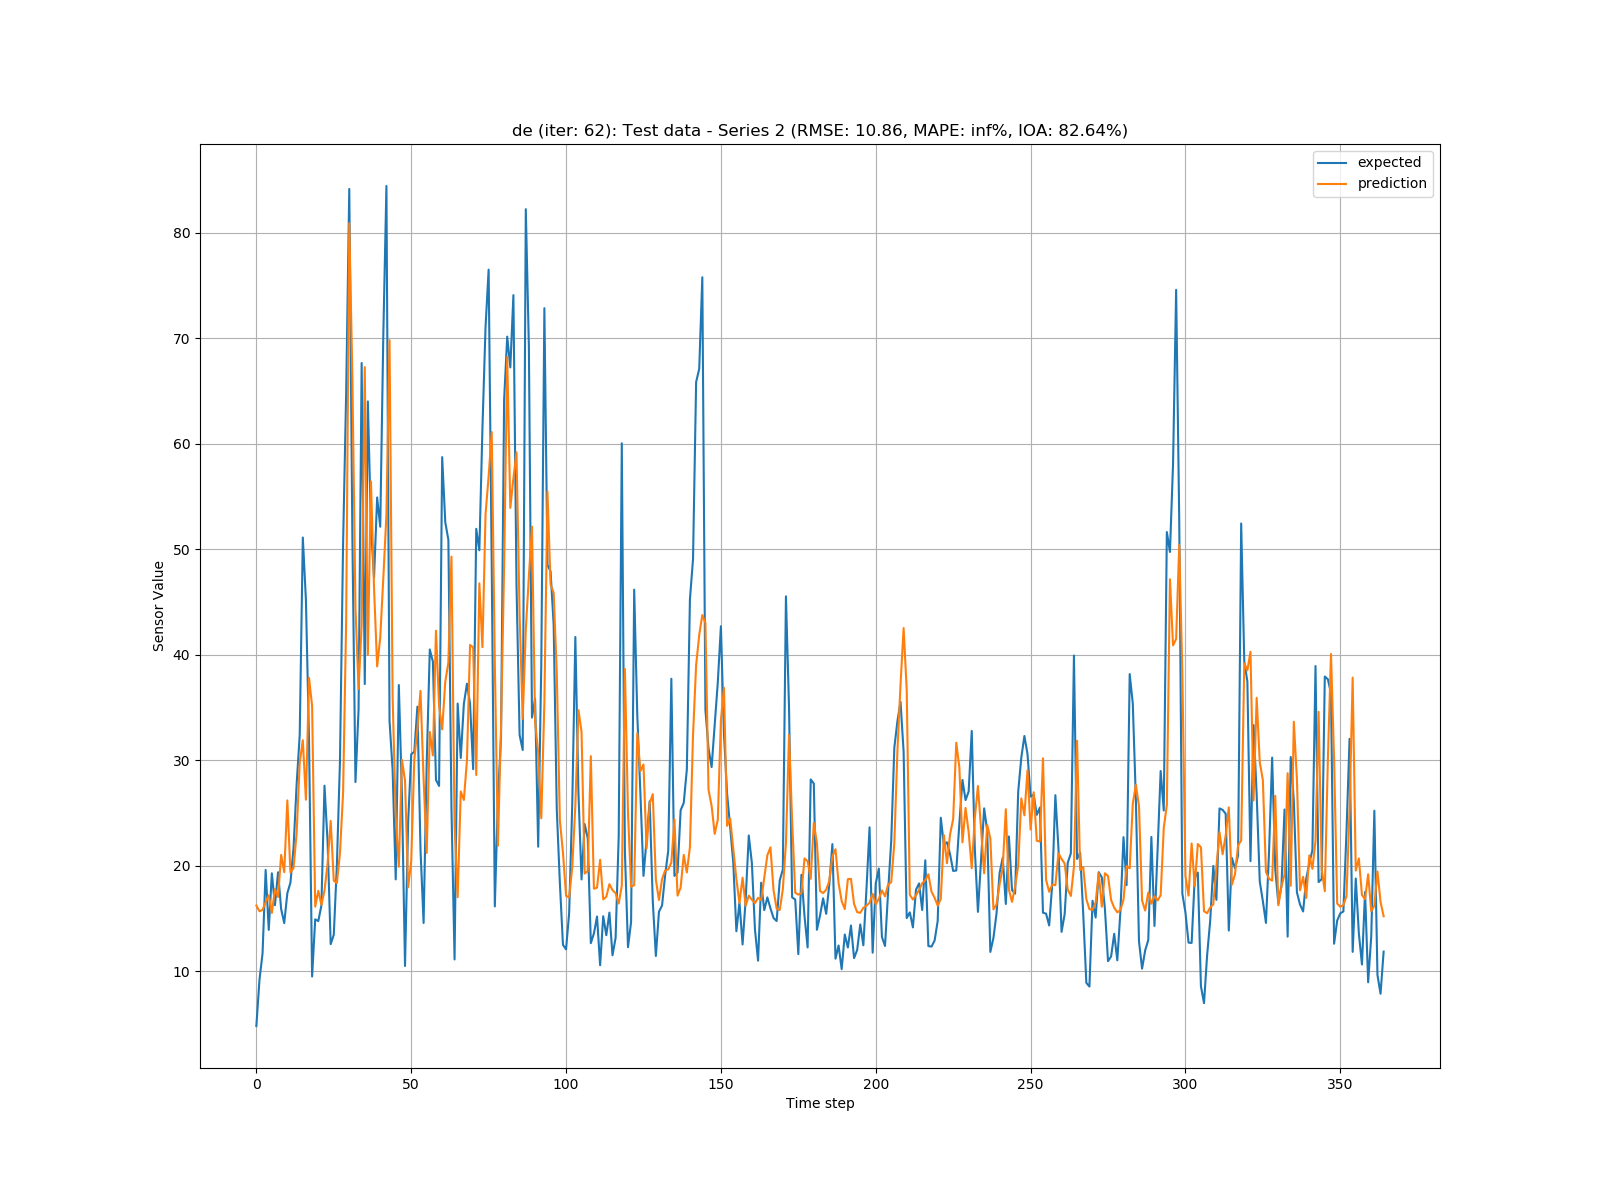 de (iter: 62): Test data - Series 2 (RMSE: 10.86, MAPE: inf%, IOA: 82.64%)
expected
prediction
80
70
60
50
40
30
20
10
Sensor Value
0 50 100 150 200 250 300 350
Time step